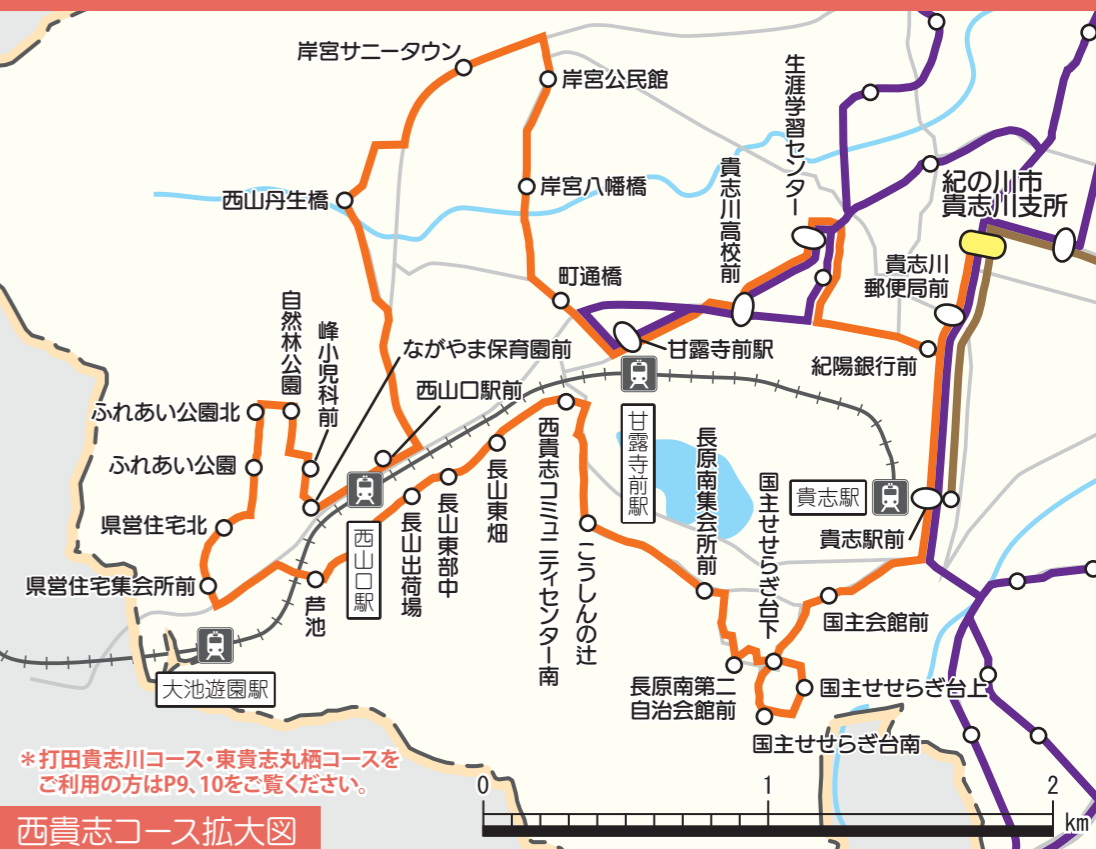 岸宮サニータウン
岸宮公民館
生涯学習センター
西山丹生橋
岸宮八幡橋
貴志川高校前
紀の川市
貴志川支所
町通橋
貴志川
郵便局前
自然林公園
峰小児科前
ながやま保育園前
甘露寺前駅
紀陽銀行前
西山口駅前
ふれあい公園北
ふれあい公園
県営住宅北
県営住宅集会所前
芦池
西山口駅
長山出荷場
長山東部中
長山東畑
西貴志コミュニティセンター南
こうしんの辻
甘露寺前駅
長原南集会所前
国主せせらぎ台下
貴志駅
貴志駅前
国主会館前
大池遊園駅
長原南第二
自治会館前
国主せせらぎ台上
国主せせらぎ台南
*打田貴志川コース・東貴志丸栖コースを
ご利用の方はP9、10をご覧ください。
西貴志コース拡大図
0 1 2
km